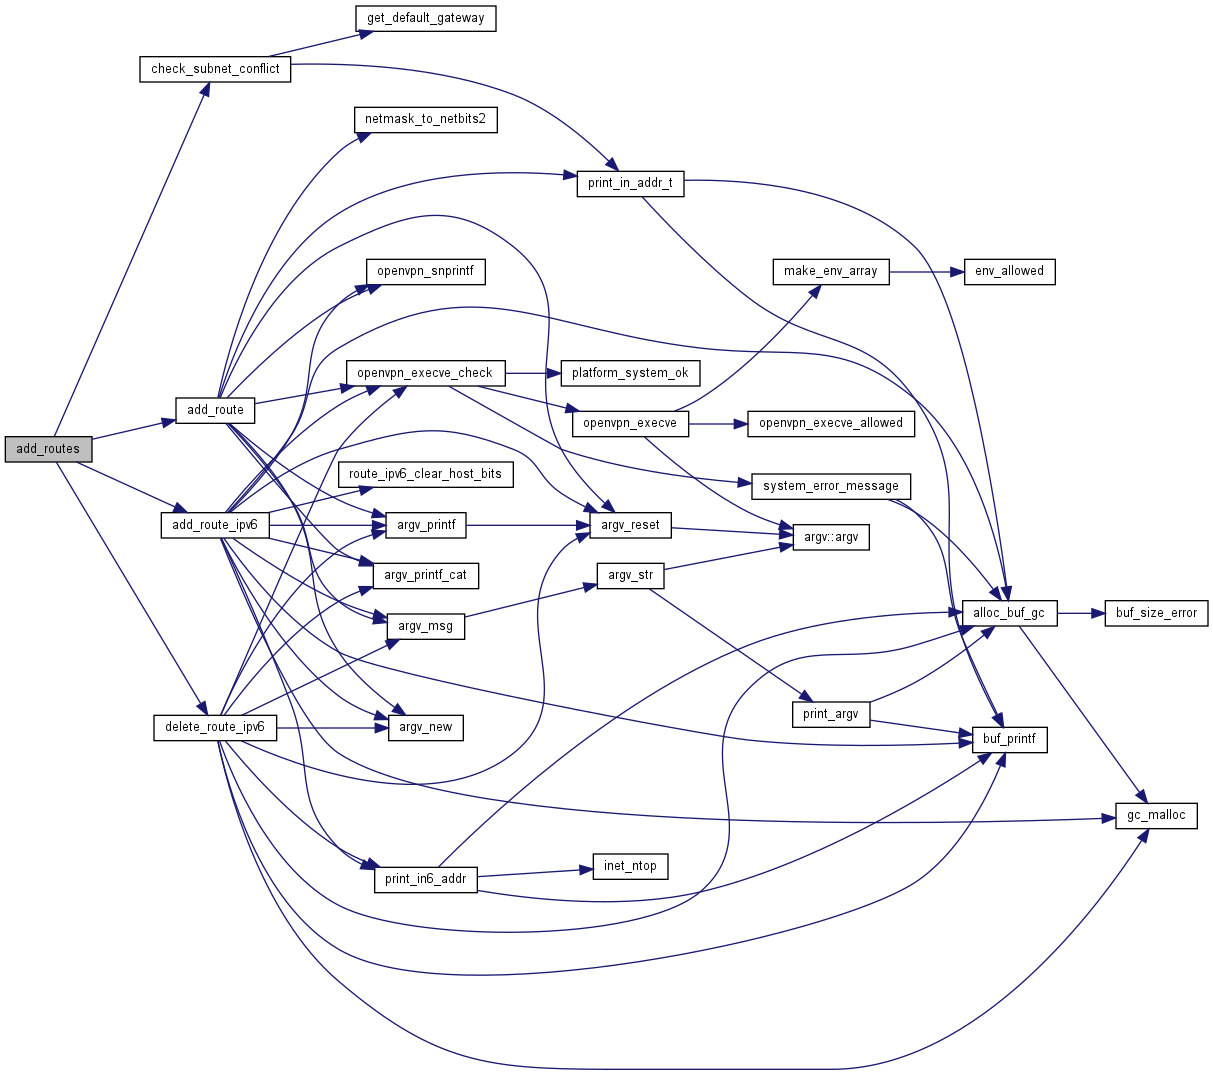 get_default_gateway
check_subnet_conflict
netmask_to_netbits2
print_in_addr_t
openvpn_snprintf
make_env_array
env_allowed
openvpn_execve_check
platform_system_ok
add_route
openvpn_execve
openvpn_execve_allowed
add_routes
route_ipv6_clear_host_bits
system_error_message
add_route_ipv6
argv_printf
argv_reset
argv::argv
argv_printf_cat
argv_str
alloc_buf_gc
buf_size_error
argv_msg
print_argv
delete_route_ipv6
argv_new
buf_printf
gc_malloc
inet_ntop
print_in6_addr